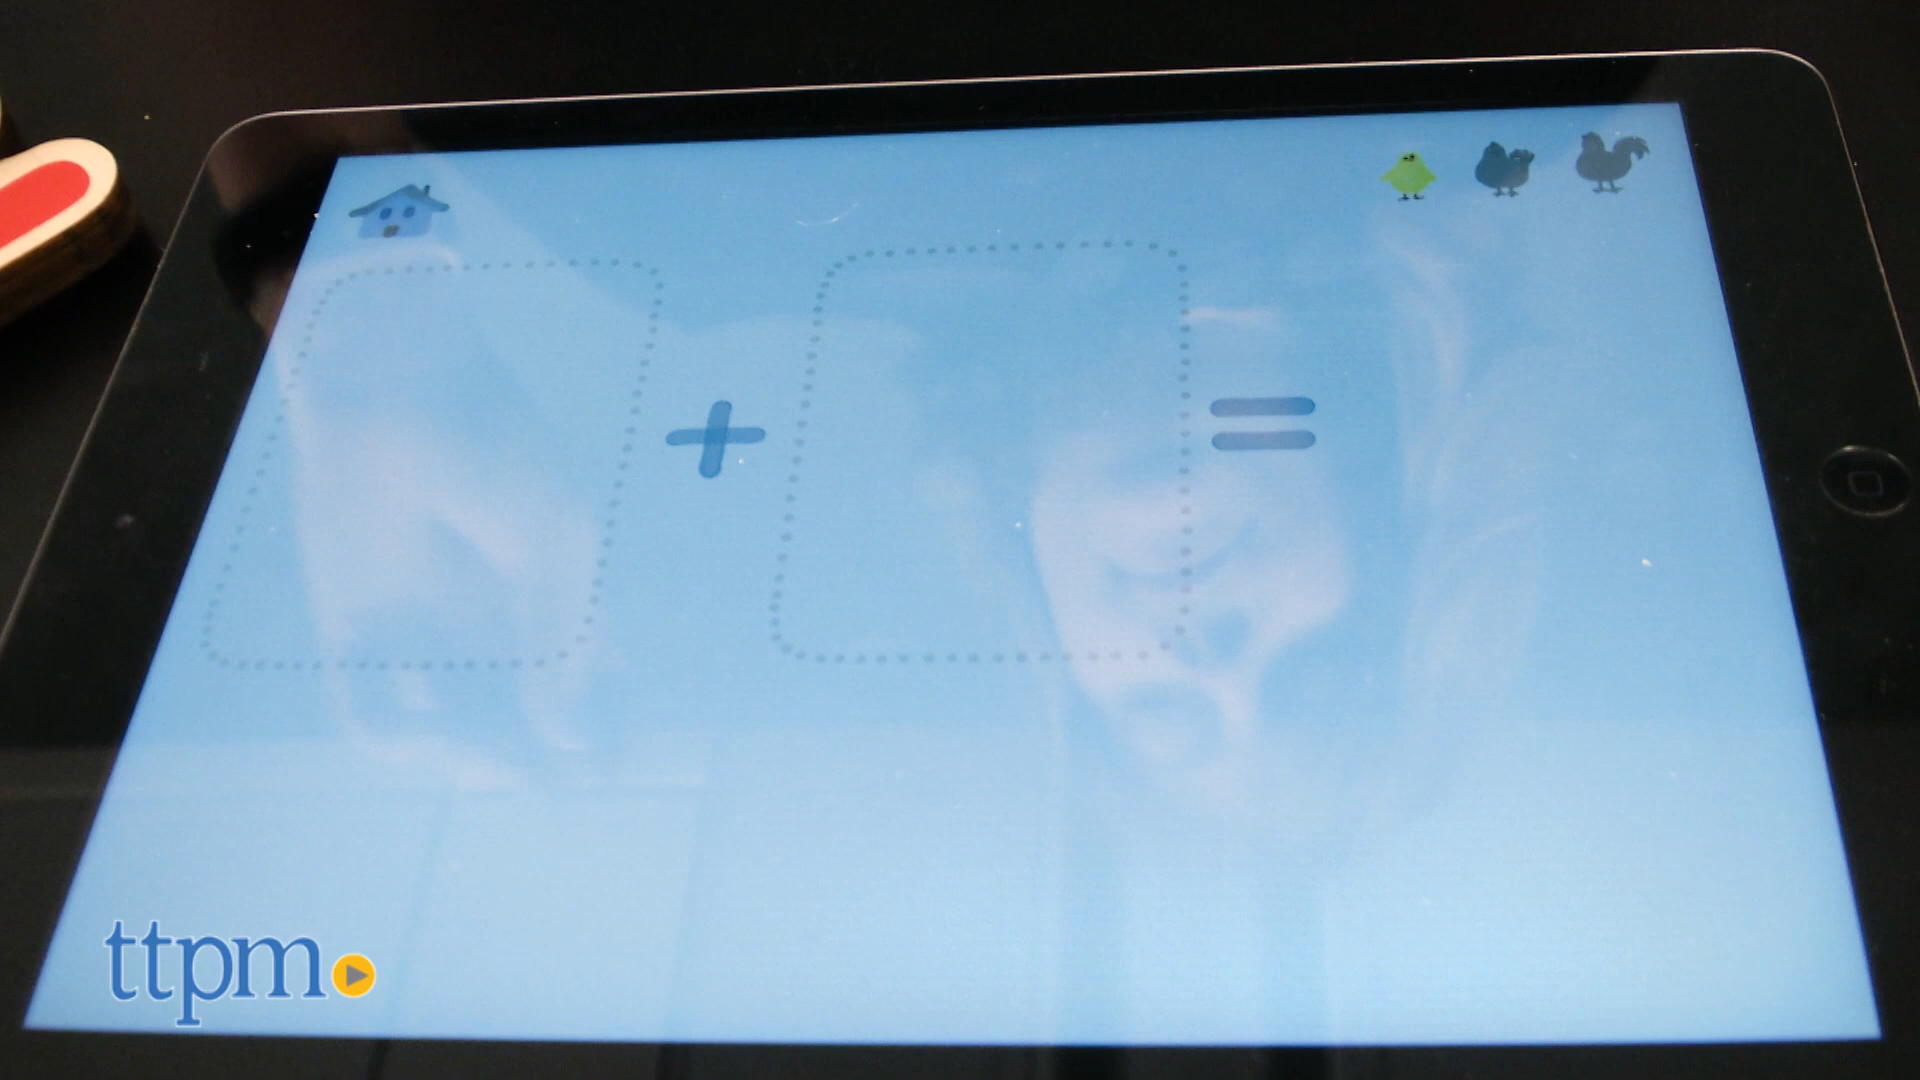 + =
ttpm